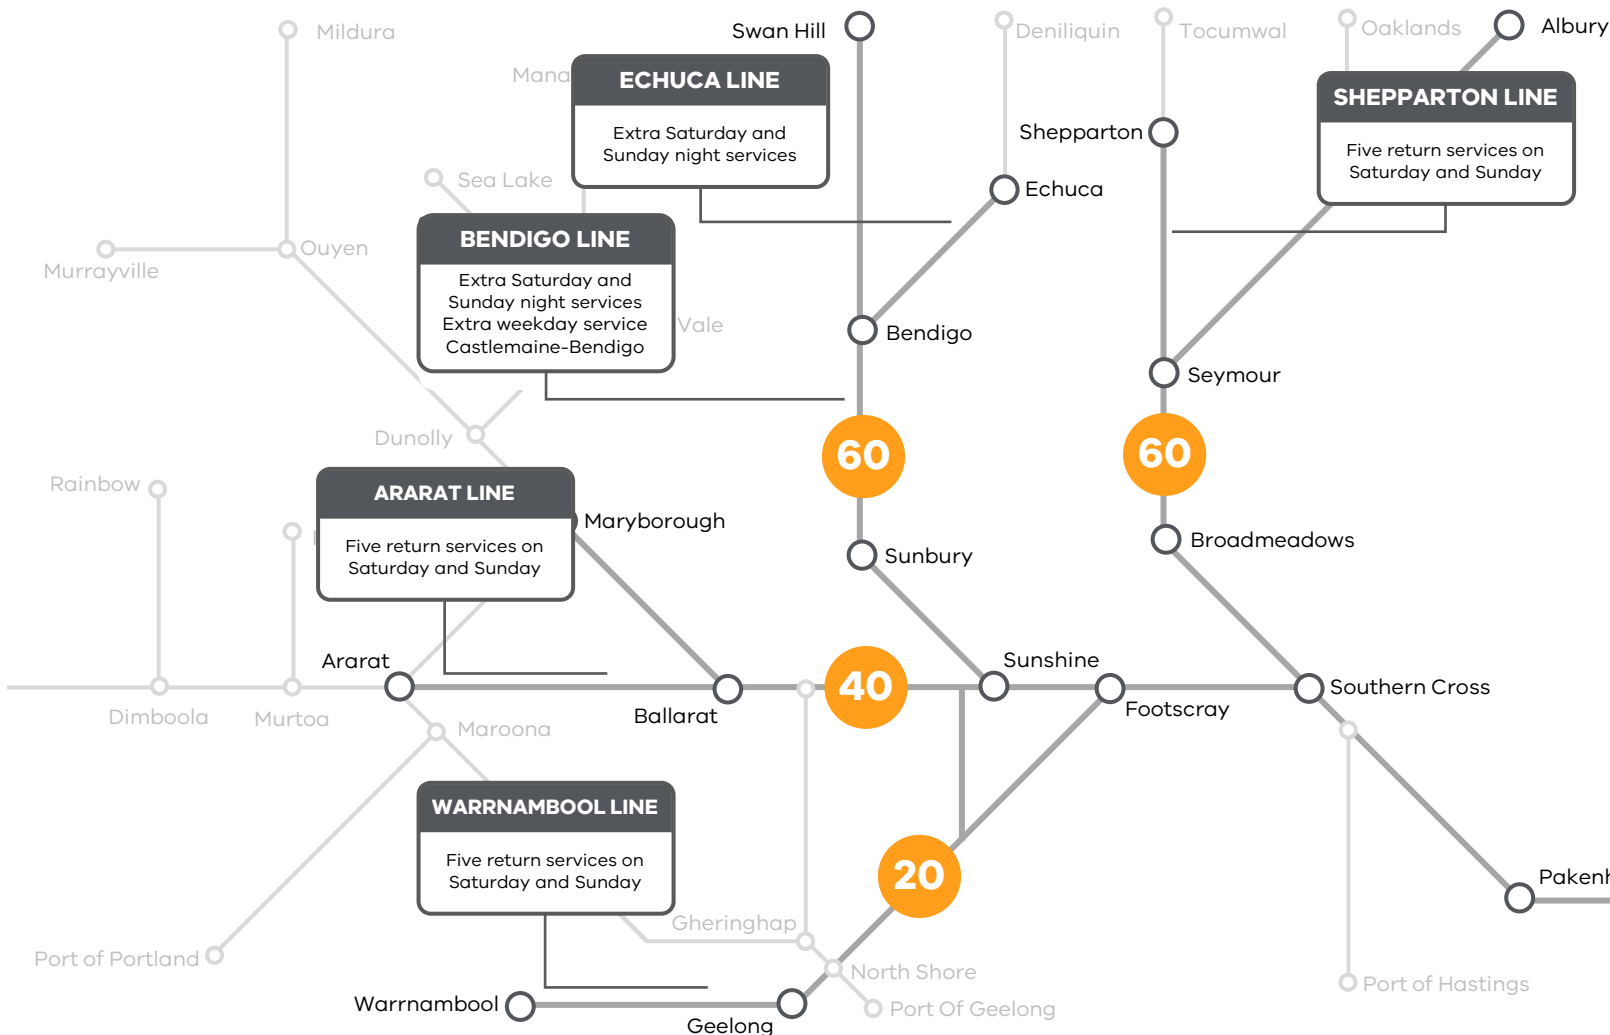 Mildura
Swan Hill
Deniliquin
Tocumwal
Oaklands
Albury
Mana
ECHUCA LINE
Extra Saturday and
Sunday night services
SHEPPARTON LINE
Five return services on
Saturday and Sunday
Shepparton
Sea Lake
Echuca
BENDIGO LINE
Extra Saturday and
Sunday night services
Extra weekday service
Castlemaine-Bendigo
Ouyen
Murrayville
Vale
Bendigo
Seymour
Dunolly
60
60
Rainbow
ARARAT LINE
Five return services on
Saturday and Sunday
Maryborough
Sunbury
Broadmeadows
Ararat
Sunshine
40
Southern Cross
Dimboola
Murtoa
Ballarat
Footscray
Maroona
WARRNAMBOOL LINE
Five return services on
Saturday and Sunday
20
Pakenh
Gheringhap
Port of Portland
North Shore
Port of Hastings
Warrnambool
Port Of Geelong
Geelong